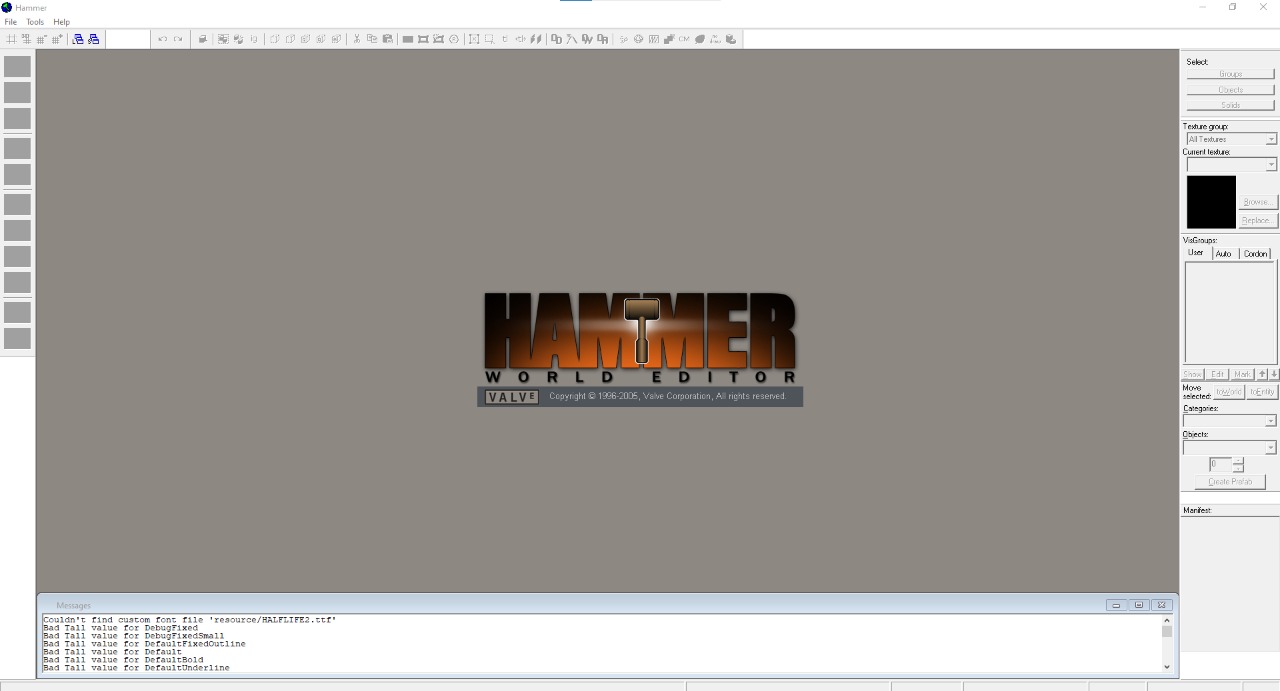 Hammer
File Tools Help
CM
Select:
Groups
Objects
Solids
Texture group:
All Textures
Current texture:
Browse...
Replace...
VisGroups:
User Auto Cordon
Show Edit Mark
Move selected: toWorld toEntity
Categories:
Objects:
0
Create Prefab
Manifest:
HAMMER
WORLD EDITOR
VALVE Copyright © 1996-2005, Valve Corporation, All rights reserved.
Messages
Couldn't find custom font file 'resource/HALFLIFE2.ttf'
Bad Tall value for DebugFixed
Bad Tall value for DebugFixedSmall
Bad Tall value for DefaultFixedOutline
Bad Tall value for Default
Bad Tall value for DefaultBold
Bad Tall value for DefaultUnderline